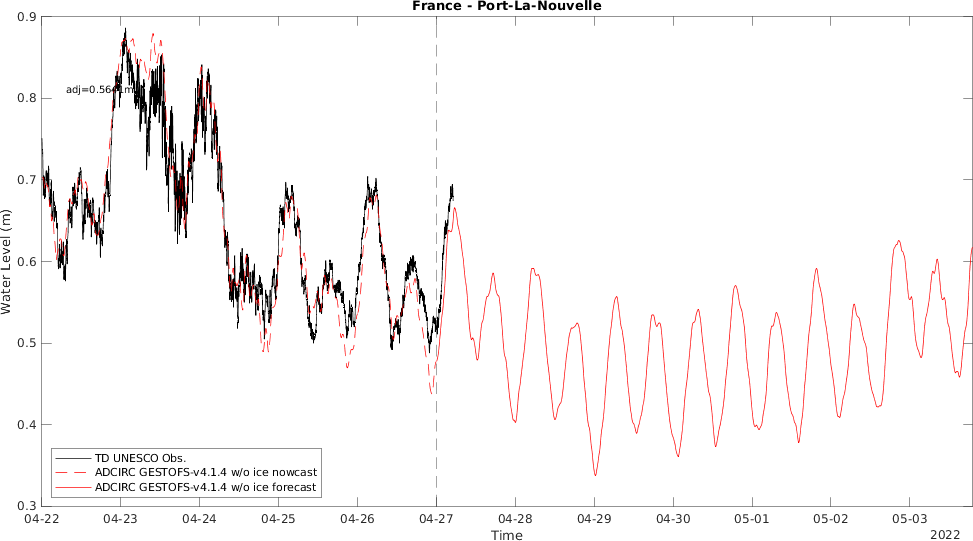 France - Port-La-Nouvelle
0.9
0.8
0.7
0.6
0.5
0.4
0.3
Water Level (m)
TD UNESCO Obs.
ADCIRC GESTOFS-v4.1.4 w/o ice nowcast
ADCIRC GESTOFS-v4.1.4 w/o ice forecast
04-22 04-23 04-24 04-25 04-26 04-27 04-28 04-29 04-30 05-01 05-02 05-03
Time
2022